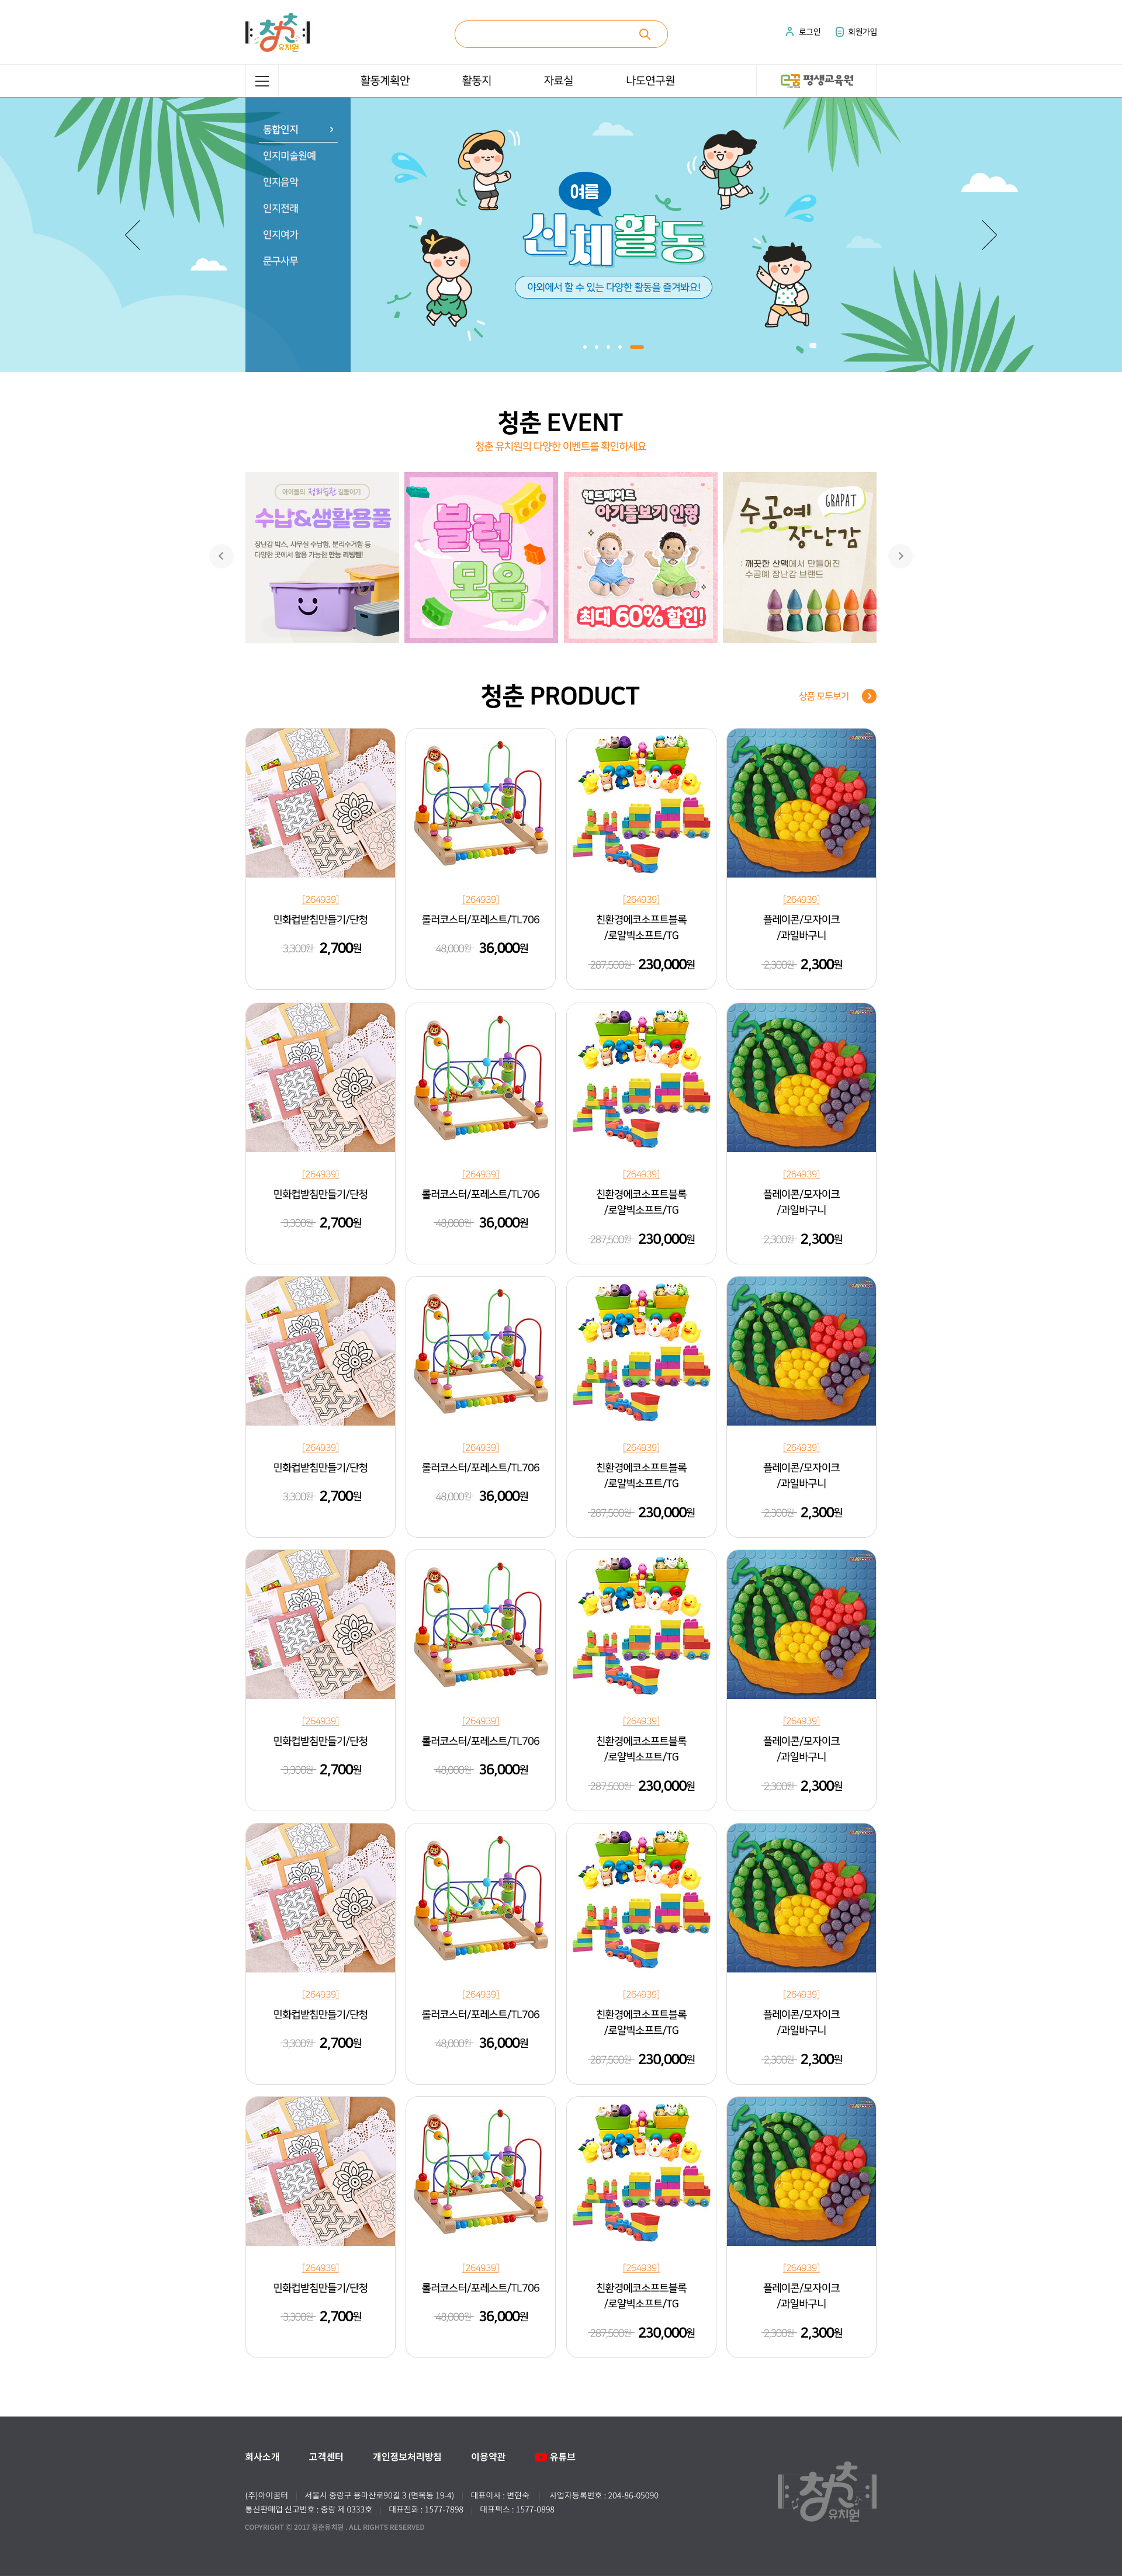 청춘
유치원
로그인
회원가입
활동계획안
활동지
자료실
나도연구원
e꿈 평생교육원
통합인지
인지미술원예
인지음악
인지전래
인지여가
문구사무
여름
신체활동
야외에서 할 수 있는 다양한 활동을 즐겨봐요!
청춘 EVENT
청춘 유치원의 다양한 이벤트를 확인하세요
아이들의 정리습관 길들이기
수납&생활용품
장난감 박스, 사무실 수납함, 분리수거함 등
다양한 곳에서 활용 가능한 만능 리빙템!
블럭
모음
핸드메이드
아기돌보기 인형
최대 60% 할인!
GRAPAT
수공예
장난감
: 깨끗한 산맥에서 만들어진
수공예 장난감 브랜드
청춘 PRODUCT
상품 모두보기
[264939]
민화컵받침만들기/단청
3,300원 2,700원
[264939]
롤러코스터/포레스트/TL706
48,000원 36,000원
[264939]
친환경에코소프트블록
/로얄빅소프트/TG
287,500원 230,000원
[264939]
플레이콘/모자이크
/과일바구니
2,300원 2,300원
[264939]
민화컵받침만들기/단청
3,300원 2,700원
[264939]
롤러코스터/포레스트/TL706
48,000원 36,000원
[264939]
친환경에코소프트블록
/로얄빅소프트/TG
287,500원 230,000원
[264939]
플레이콘/모자이크
/과일바구니
2,300원 2,300원
[264939]
민화컵받침만들기/단청
3,300원 2,700원
[264939]
롤러코스터/포레스트/TL706
48,000원 36,000원
[264939]
친환경에코소프트블록
/로얄빅소프트/TG
287,500원 230,000원
[264939]
플레이콘/모자이크
/과일바구니
2,300원 2,300원
[264939]
민화컵받침만들기/단청
3,300원 2,700원
[264939]
롤러코스터/포레스트/TL706
48,000원 36,000원
[264939]
친환경에코소프트블록
/로얄빅소프트/TG
287,500원 230,000원
[264939]
플레이콘/모자이크
/과일바구니
2,300원 2,300원
[264939]
민화컵받침만들기/단청
3,300원 2,700원
[264939]
롤러코스터/포레스트/TL706
48,000원 36,000원
[264939]
친환경에코소프트블록
/로얄빅소프트/TG
287,500원 230,000원
[264939]
플레이콘/모자이크
/과일바구니
2,300원 2,300원
[264939]
민화컵받침만들기/단청
3,300원 2,700원
[264939]
롤러코스터/포레스트/TL706
48,000원 36,000원
[264939]
친환경에코소프트블록
/로얄빅소프트/TG
287,500원 230,000원
[264939]
플레이콘/모자이크
/과일바구니
2,300원 2,300원
회사소개
고객센터
개인정보처리방침
이용약관
유튜브
(주)아이꿈터 | 서울시 중랑구 용마산로90길 3 (면목동 19-4) | 대표이사 : 변현숙 | 사업자등록번호 : 204-86-05090
통신판매업 신고번호 : 중랑 제 0333호 | 대표전화 : 1577-7898 | 대표팩스 : 1577-0898
COPYRIGHT ⓒ 2017 청춘유치원 . ALL RIGHTS RESERVED
청춘
유치원